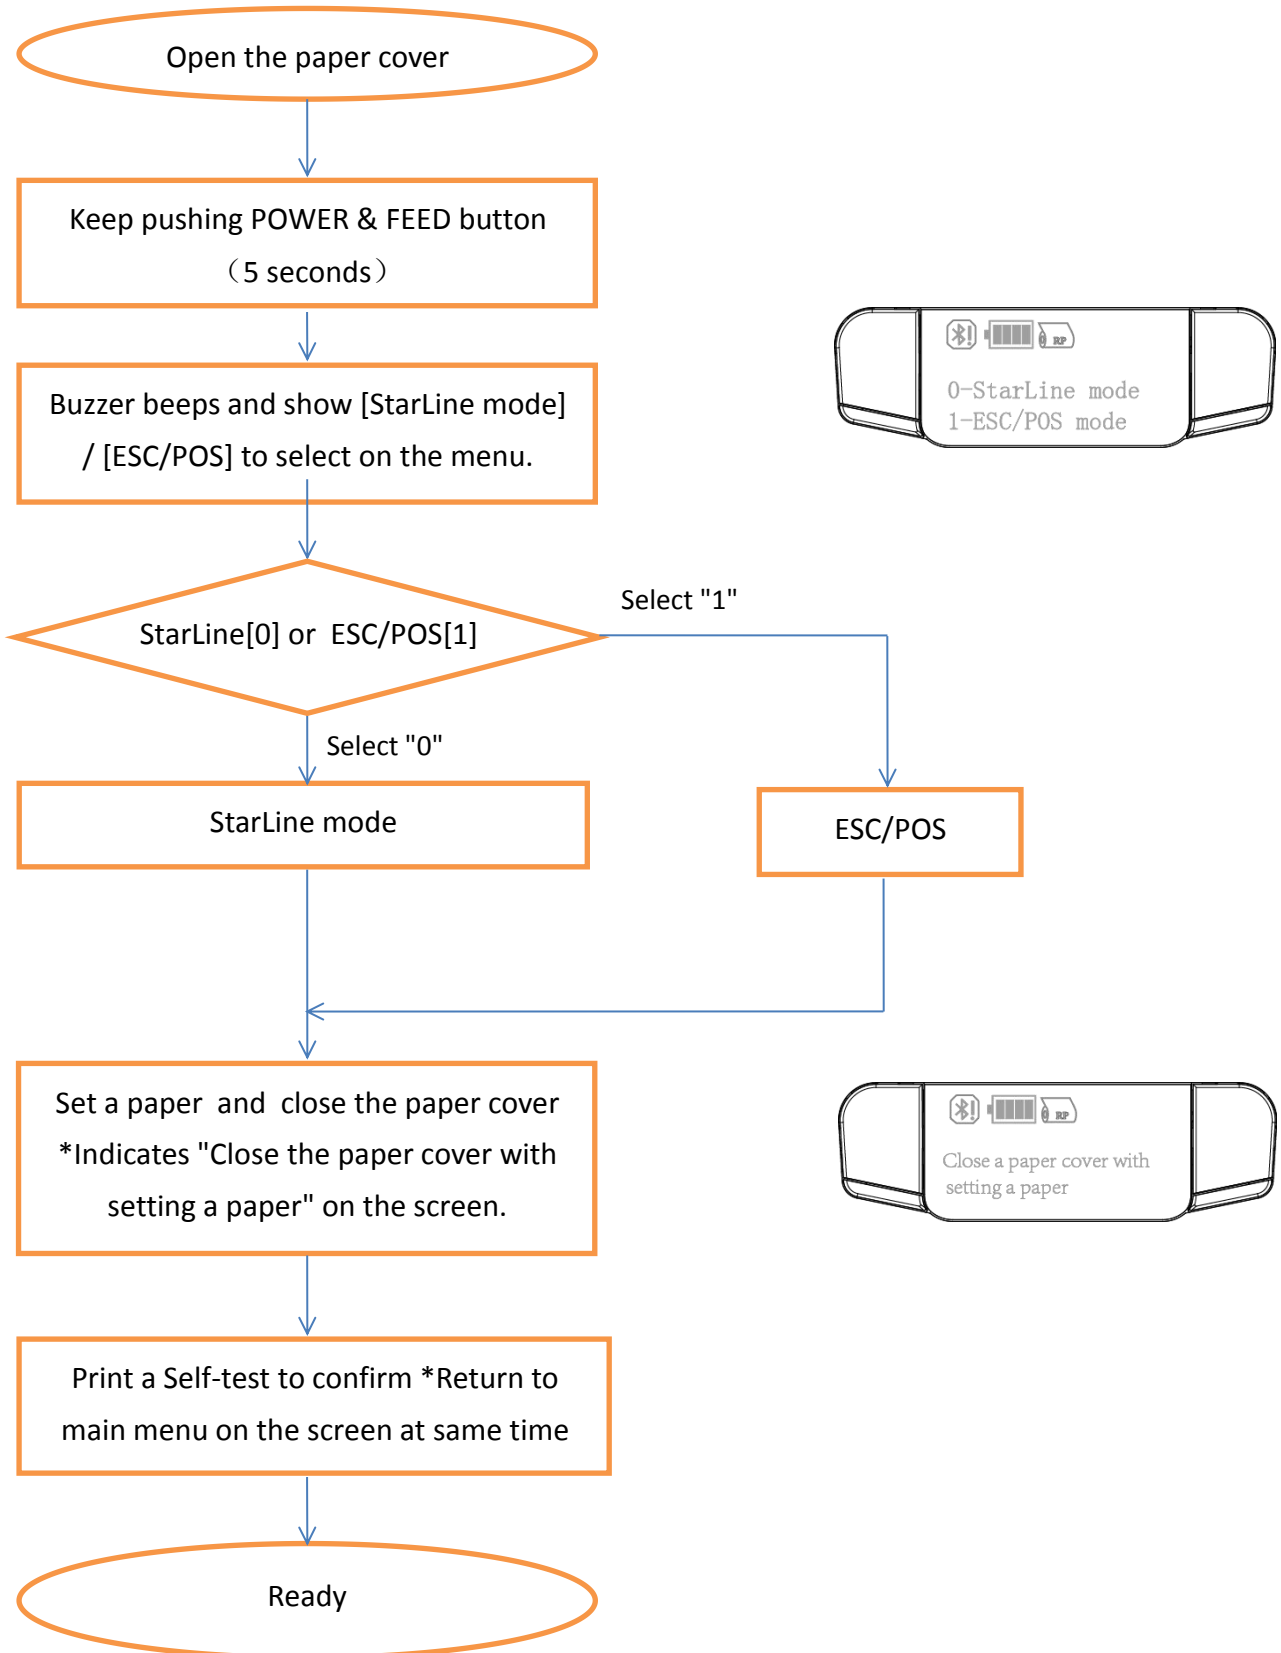 Open the paper cover
Keep pushing POWER & FEED button
（5 seconds）
Buzzer beeps and show [StarLine mode]
/ [ESC/POS] to select on the menu.
RP
0-StarLine mode
1-ESC/POS mode
StarLine[0] or ESC/POS[1]
Select "1"
Select "0"
StarLine mode
ESC/POS
Set a paper and close the paper cover
*Indicates "Close the paper cover with
setting a paper" on the screen.
RP
Close a paper cover with
setting a paper
Print a Self-test to confirm *Return to
main menu on the screen at same time
Ready